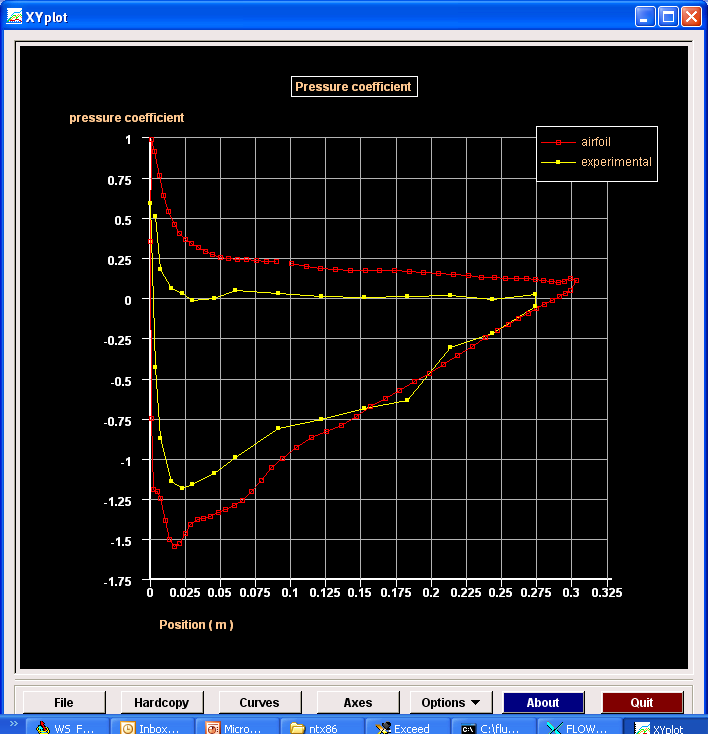 XYplot
Pressure coefficient
pressure coefficient
airfoil
experimental
1
0.75
0.5
0.25
0
-0.25
-0.5
-0.75
-1
-1.25
-1.5
-1.75
0 0.025 0.05 0.075 0.1 0.125 0.15 0.175 0.2 0.225 0.25 0.275 0.3 0.325
Position ( m )
File Hardcopy Curves Axes Options About Quit
» WS_F... Inbox... Micro... ntx86 Exceed C:\flu... FLOW... XYplot